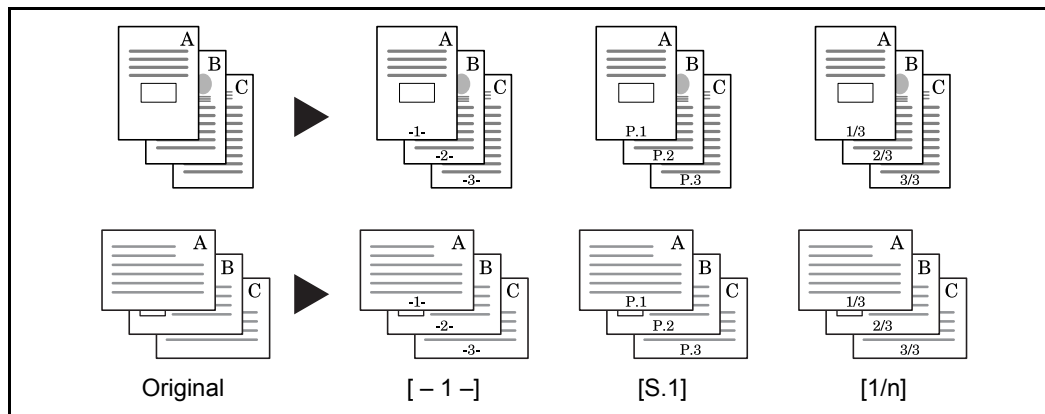 A
B
C
A
B
C
-1-
-2-
-3-
A
B
C
P.1
P.2
P.3
A
B
C
1/3
2/3
3/3
A
B
C
A
B
C
-1-
-2-
-3-
A
B
C
P.1
P.2
P.3
A
B
C
1/3
2/3
3/3
Original
[ – 1 –]
[S.1]
[1/n]